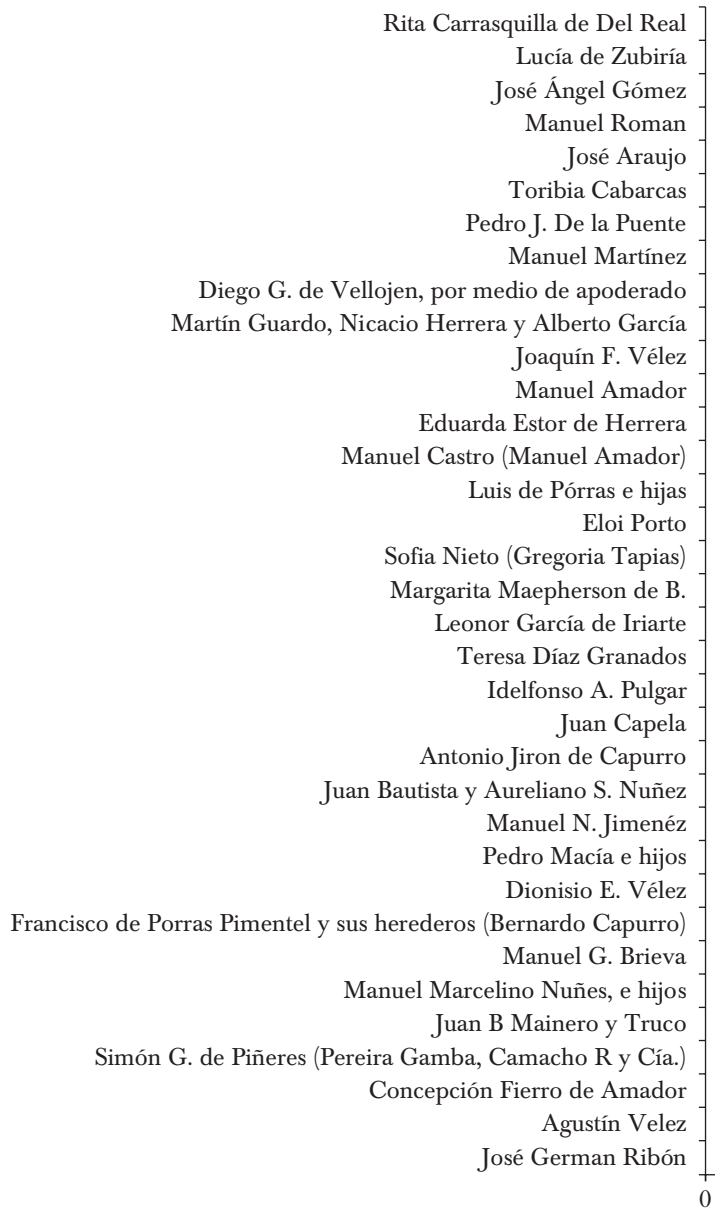 Rita Carrasquilla de Del Real
Lucía de Zubiría
José Ángel Gómez
Manuel Roman
José Araujo
Toribia Cabarcas
Pedro J. De la Puente
Manuel Martínez
Diego G. de Vellojen, por medio de apoderado
Martín Guardo, Nicacio Herrera y Alberto García
Joaquín F. Vélez
Manuel Amador
Eduarda Estor de Herrera
Manuel Castro (Manuel Amador)
Luis de Pórras e hijas
Eloi Porto
Sofia Nieto (Gregoria Tapias)
Margarita Maepherson de B.
Leonor García de Iriarte
Teresa Díaz Granados
Idelfonso A. Pulgar
Juan Capela
Antonio Jiron de Capurro
Juan Bautista y Aureliano S. Nuñez
Manuel N. Jimenéz
Pedro Macía e hijos
Dionisio E. Vélez
Francisco de Porras Pimentel y sus herederos (Bernardo Capurro)
Manuel G. Brieva
Manuel Marcelino Nuñes, e hijos
Juan B Mainero y Truco
Simón G. de Piñeres (Pereira Gamba, Camacho R y Cía.)
Concepción Fierro de Amador
Agustín Velez
José German Ribón
0